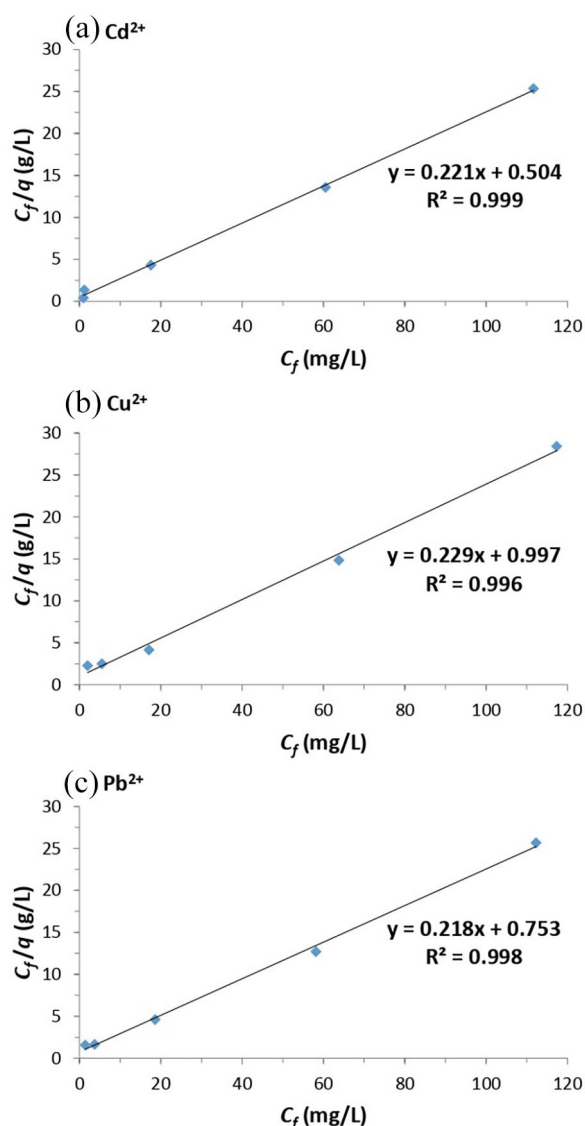 (a) Cd²⁺
30
25
20
15
10
5
0
C_f/q (g/L)
y = 0.221x + 0.504
R² = 0.999
0 20 40 60 80 100 120
C_f (mg/L)
(b) Cu²⁺
30
25
20
15
10
5
0
C_f/q (g/L)
y = 0.229x + 0.997
R² = 0.996
0 20 40 60 80 100 120
C_f (mg/L)
(c) Pb²⁺
30
25
20
15
10
5
0
C_f/q (g/L)
y = 0.218x + 0.753
R² = 0.998
0 20 40 60 80 100 120
C_f (mg/L)